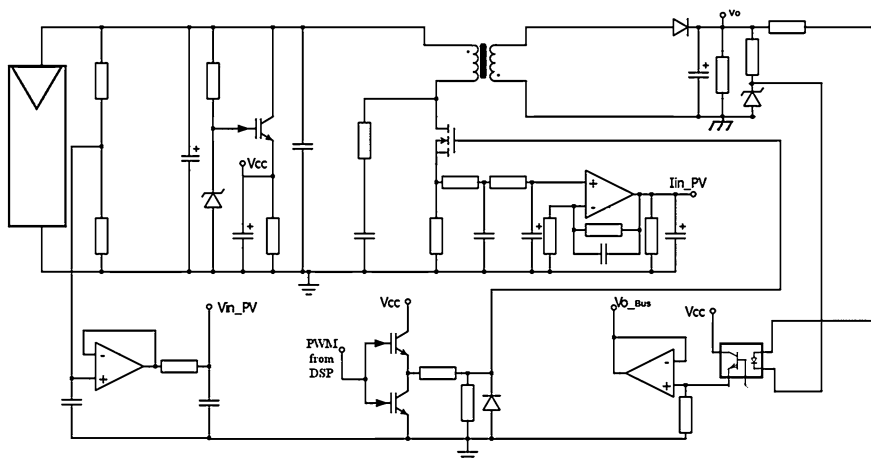 Vo
Vcc
Iin_PV
Vin_PV
Vcc
PWM
from
DSP
Vo_Bus
Vcc